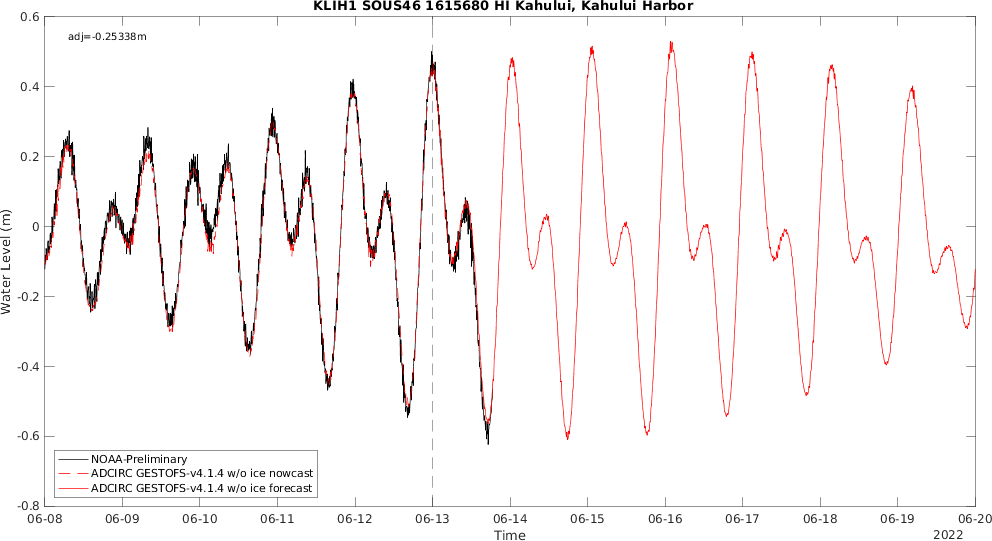 KLIH1 SOUS46 1615680 HI Kahului, Kahului Harbor
adj=-0.25338m
0.6
0.4
0.2
0
-0.2
-0.4
-0.6
-0.8
Water Level (m)
NOAA-Preliminary
ADCIRC GESTOFS-v4.1.4 w/o ice nowcast
ADCIRC GESTOFS-v4.1.4 w/o ice forecast
06-08 06-09 06-10 06-11 06-12 06-13 06-14 06-15 06-16 06-17 06-18 06-19 06-20
Time
2022